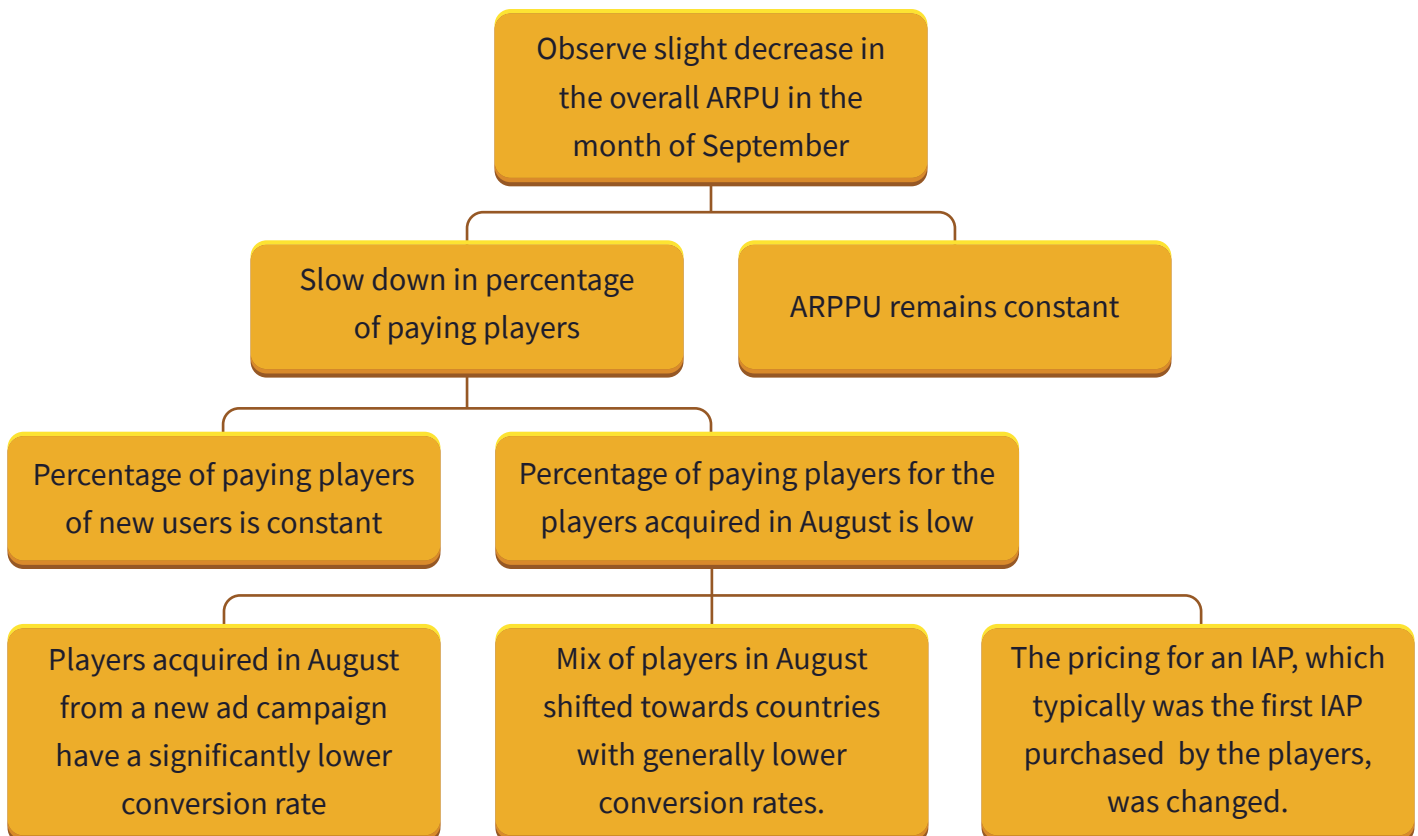 Observe slight decrease in
the overall ARPU in the
month of September
Slow down in percentage
of paying players
ARPPU remains constant
Percentage of paying players
of new users is constant
Percentage of paying players for the
players acquired in August is low
Players acquired in August
from a new ad campaign
have a significantly lower
conversion rate
Mix of players in August
shifted towards countries
with generally lower
conversion rates.
The pricing for an IAP, which
typically was the first IAP
purchased  by the players,
was changed.